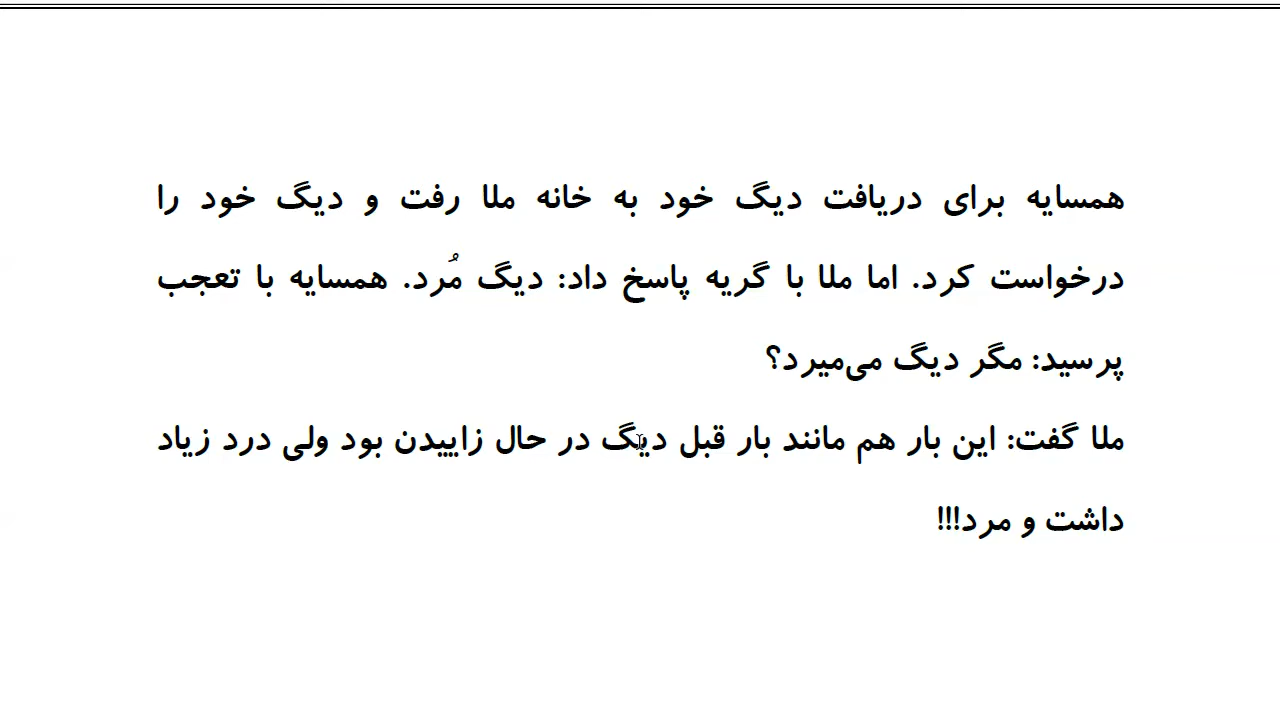 همسایه برای دریافت دیگ خود به خانه ملا رفت و دیگ خود را
درخواست کرد. اما ملا با گریه پاسخ داد: دیگ مُرد. همسایه با تعجب
پرسید: مگر دیگ می‌میرد؟
ملا گفت: این بار هم مانند بار قبل دیگ در حال زاییدن بود ولی درد زیاد
داشت و مرد!!!